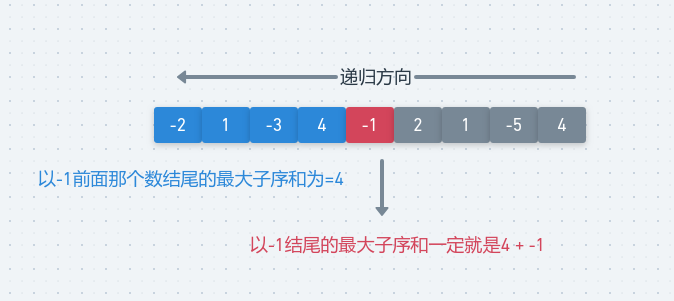 递归方向
-2 1 -3 4 -1 2 1 -5 4
以-1前面那个数结尾的最大子序和为=4
以-1结尾的最大子序和一定就是4 + -1